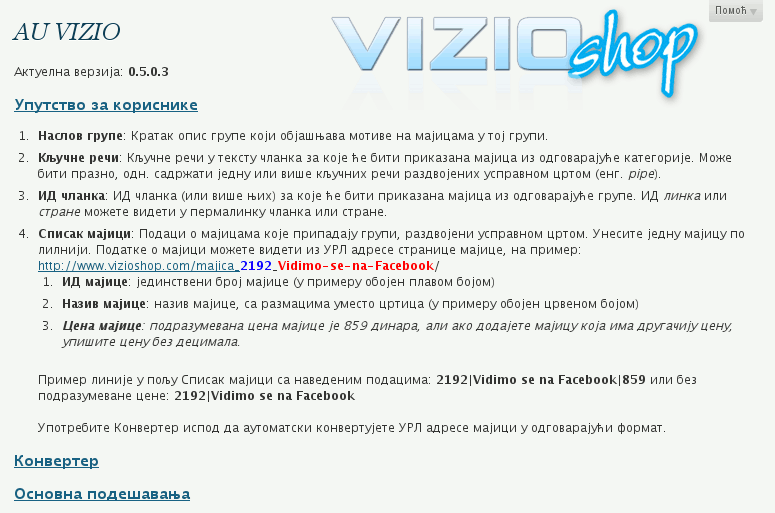 Помоћ
AU VIZIO
VIZIO shop
Актуелна верзија: 0.5.0.3
Упутство за кориснике
1. Наслов групе: Кратак опис групе који објашњава мотиве на мајицама у тој групи.
2. Кључне речи: Кључне речи у тексту чланка за које ће бити приказана мајица из одговарајуће категорије. Може
бити празно, одн. садржати једну или више кључних речи раздвојених усправном цртом (енг. pipe).
3. ИД чланка: ИД чланка (или више њих) за које ће бити приказана мајица из одговарајуће групе. ИД линка или
стране можете видети у пермалинку чланка или стране.
4. Списак мајици: Подаци о мајицама које припадају групи, раздвојени усправном цртом. Унесите једну мајицу по
лилнији. Податке о мајици можете видети из УРЛ адресе странице мајице, на пример:
http://www.vizioshop.com/majica_2192_Vidimo-se-na-Facebook/
1. ИД мајице: јединствени број мајице (у примеру обојен плавом бојом)
2. Назив мајице: назив мајице, са размацима уместо цртица (у примеру обојен црвеном бојом)
3. Цена мајице: подразумевана цена мајице је 859 динара, али ако додајете мајицу која има другачију цену,
упишите цену без децимала.
Пример линије у пољу Списак мајици са наведеним подацима: 2192|Vidimo se na Facebook|859 или без
подразумеване цене: 2192|Vidimo se na Facebook
Употребите Конвертер испод да аутоматски конвертујете УРЛ адресе мајици у одговарајући формат.
Конвертер
Основна подешавања